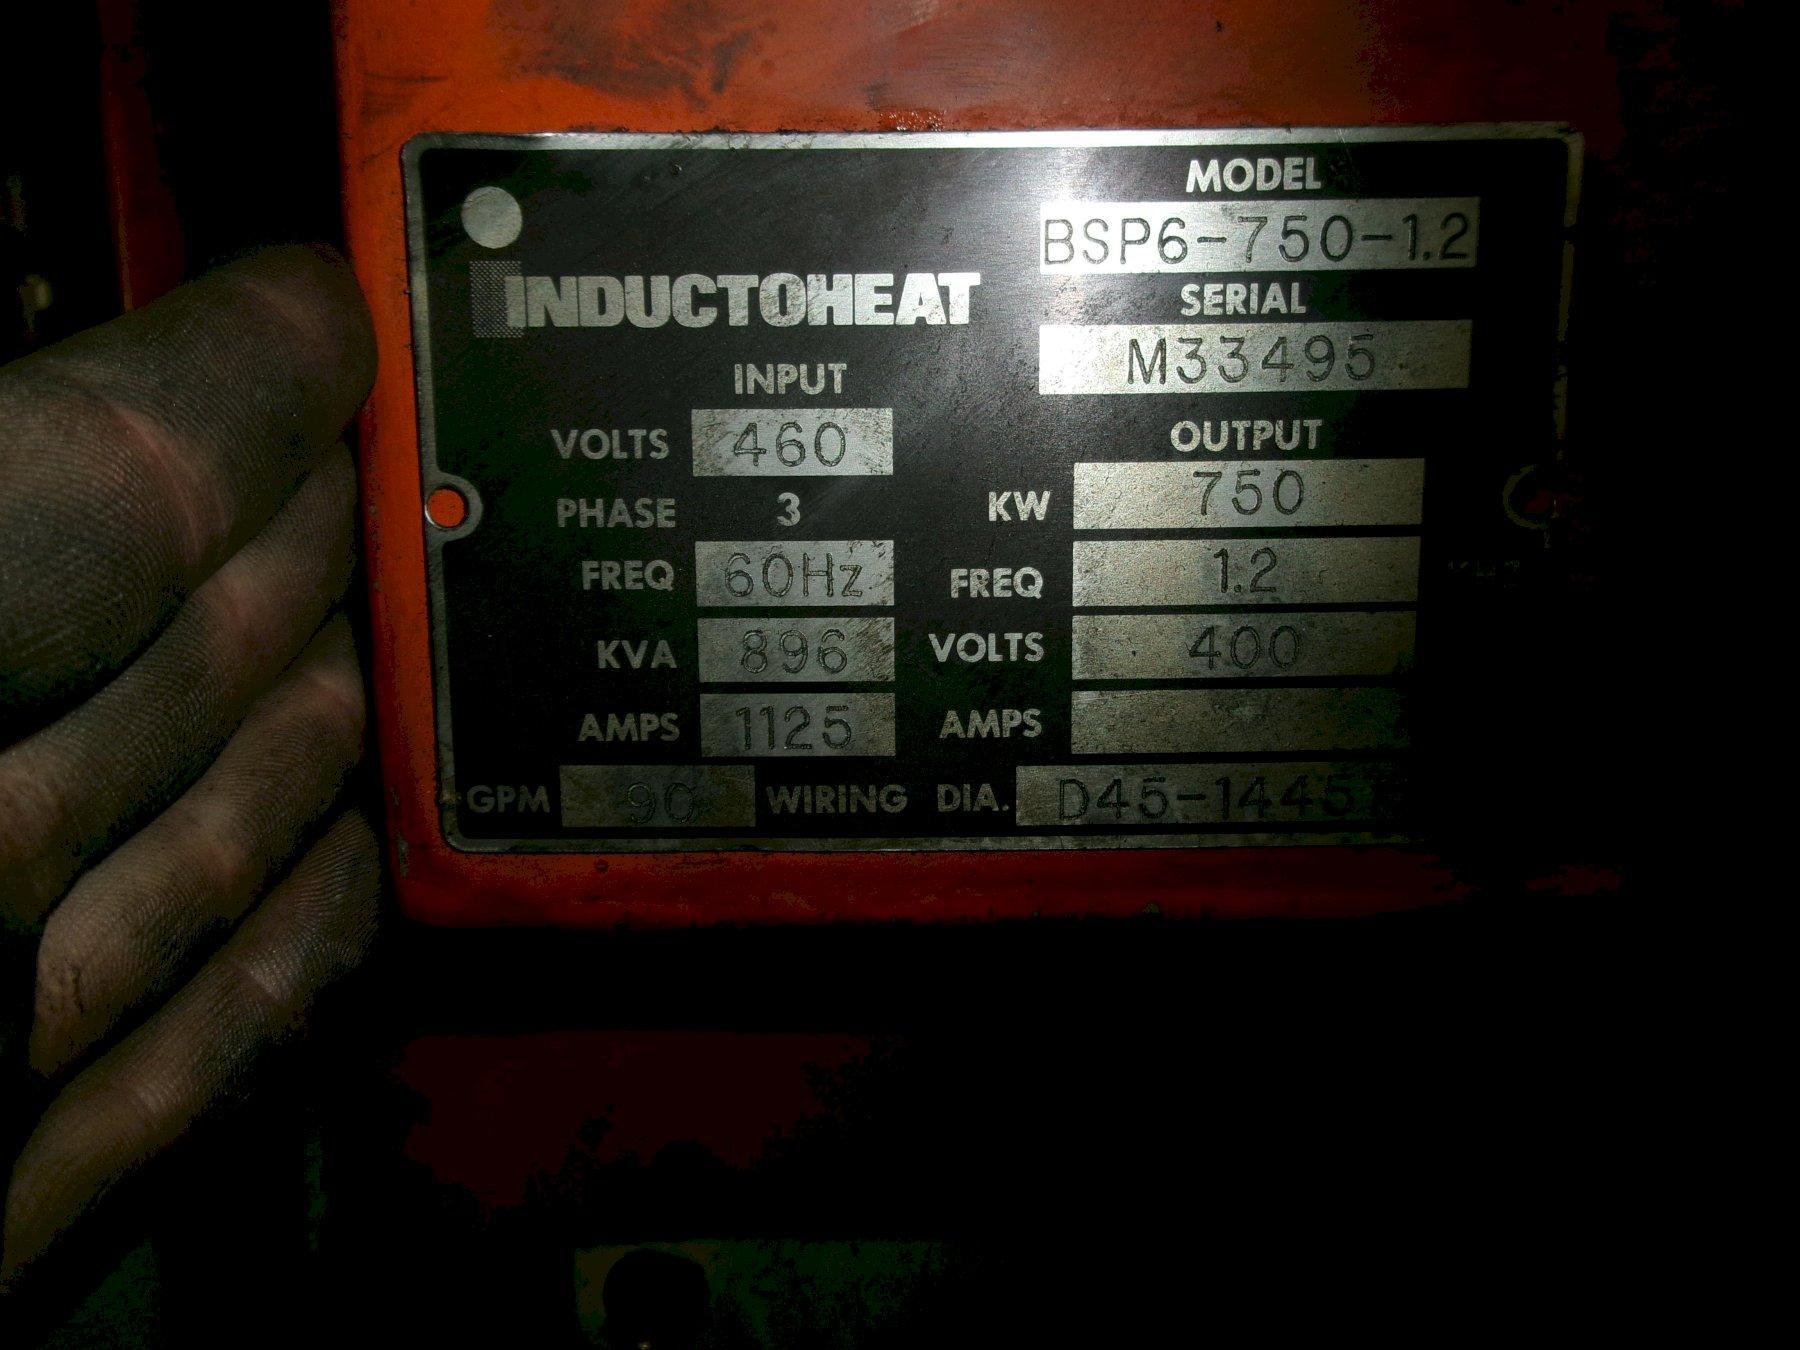 MODEL
BSP6-750-1.2
INDUCTOHEAT
SERIAL
M33495
INPUT
VOLTS 460
PHASE 3
FREQ 60Hz
KVA 896
AMPS 1125
OUTPUT
KW 750
FREQ 1.2
VOLTS 400
AMPS
GPM 90 WIRING DIA. D45-1445